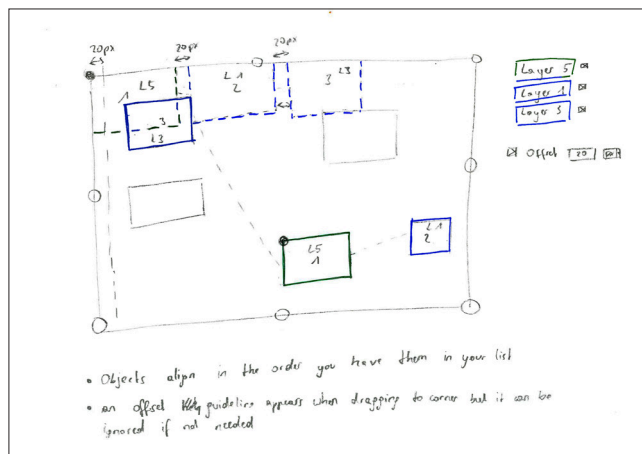 20px
20px
20px
L5
L1
2
3
L3
1
3
L3
L5
1
L1
2
Layer 5
Layer 1
Layer 3
Offset 20 px
• Objects align in the order you have them in your list
• an offset guideline appears when dragging to corner but it can be
ignored if not needed